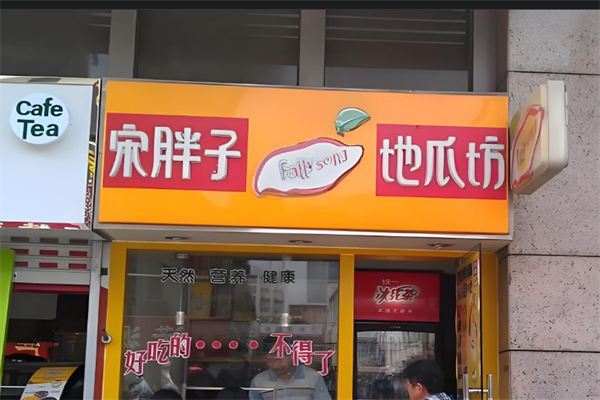 Cafe
Tea
宋胖子
Fatty song
地瓜坊
天然 营养 健康
好吃的••••不得了